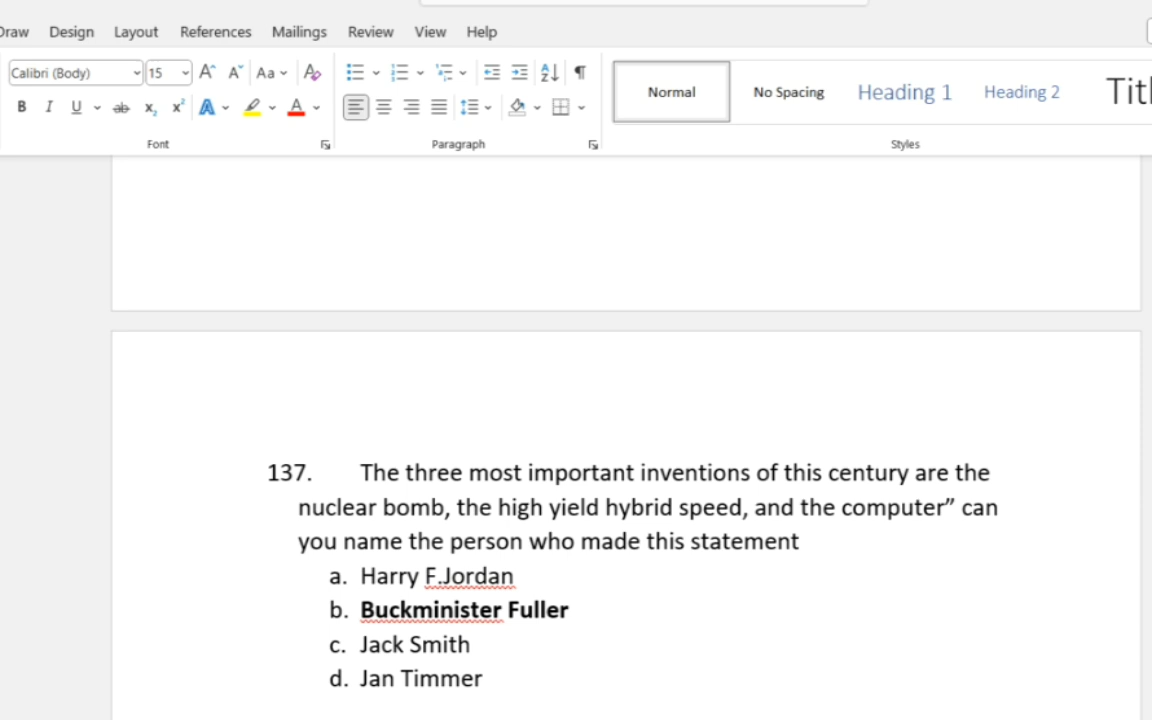 Draw Design Layout References Mailings Review View Help
Calibri (Body) 15 Aa
Normal No Spacing Heading 1 Heading 2
Font Paragraph Styles
137. The three most important inventions of this century are the
nuclear bomb, the high yield hybrid speed, and the computer” can
you name the person who made this statement
a. Harry F.Jordan
b. Buckminister Fuller
c. Jack Smith
d. Jan Timmer